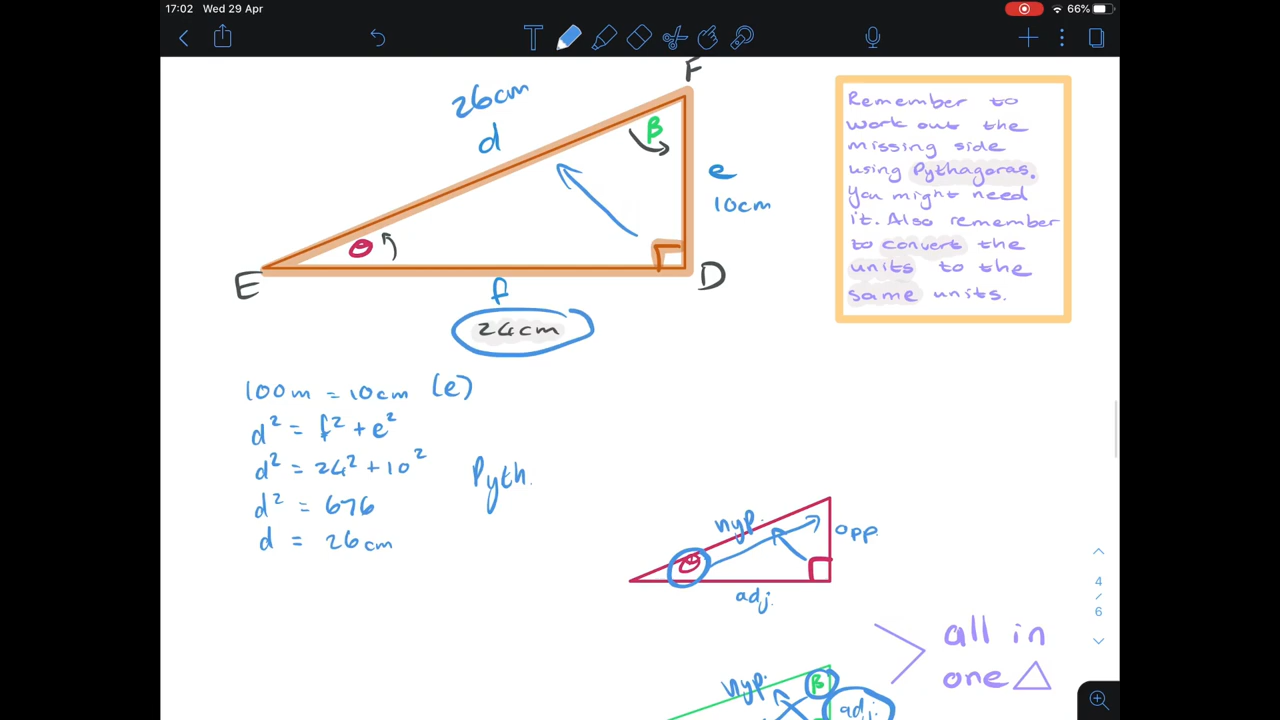 17:02 Wed 29 Apr
66%
F
26cm
d
β
e
10cm
θ
E
D
f
24cm
Remember to
work out the
missing side
using Pythagoras.
You might need
it. Also remember
to convert the
units to the
same units.
100m = 10cm (e)
d² = f² + e²
d² = 24² + 10²
Pyth.
d² = 676
d = 26cm
hyp.
opp.
θ
adj.
4
/
6
all in
one △
hyp.
β
adj.